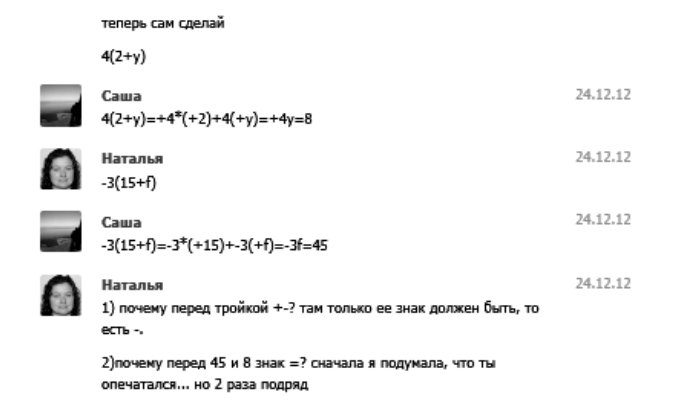 теперь сам сделай
4(2+y)
Саша 24.12.12
4(2+y)=+4*(+2)+4(+y)=+4y=8
Наталья 24.12.12
-3(15+f)
Саша 24.12.12
-3(15+f)=-3*(+15)+-3(+f)=-3f=45
Наталья 24.12.12
1) почему перед тройкой +-? там только ее знак должен быть, то
есть -.
2)почему перед 45 и 8 знак =? сначала я подумала, что ты
опечатался... но 2 раза подряд